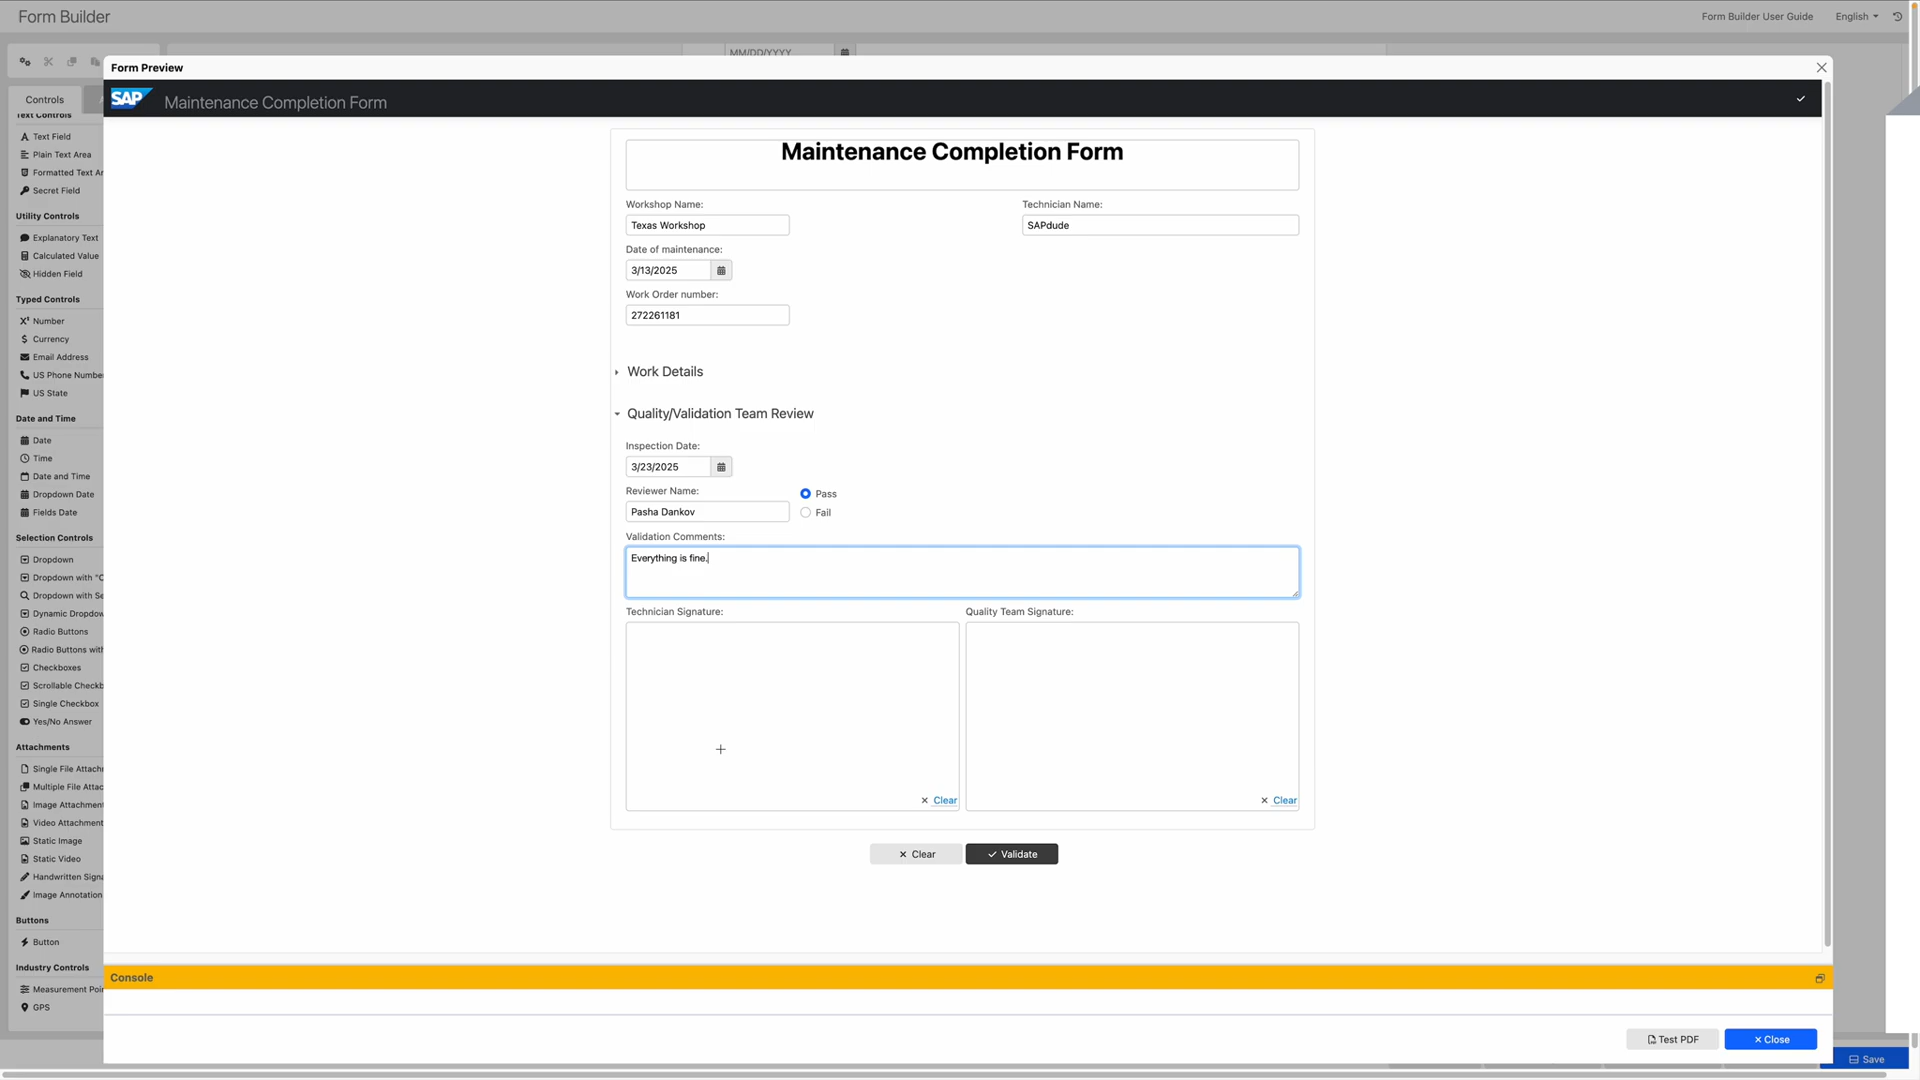 Form Builder
Form Builder User Guide
English
MM/DD/YYYY
Form Preview
Controls
SAP
Maintenance Completion Form
Text Controls
Text Field
Plain Text Area
Formatted Text Ar
Secret Field
Utility Controls
Explanatory Text
Calculated Value
Hidden Field
Typed Controls
Number
Currency
Email Address
US Phone Number
US State
Date and Time
Date
Time
Date and Time
Dropdown Date
Fields Date
Selection Controls
Dropdown
Dropdown with "O
Dropdown with Se
Dynamic Dropdow
Radio Buttons
Radio Buttons with
Checkboxes
Scrollable Checkb
Single Checkbox
Yes/No Answer
Attachments
Single File Attachm
Multiple File Attac
Image Attachment
Video Attachment
Static Image
Static Video
Handwritten Signa
Image Annotation
Buttons
Button
Industry Controls
Measurement Poin
GPS
Maintenance Completion Form
Workshop Name:
Technician Name:
Texas Workshop
SAPdude
Date of maintenance:
3/13/2025
Work Order number:
272261181
Work Details
Quality/Validation Team Review
Inspection Date:
3/23/2025
Reviewer Name:
Pass
Pasha Dankov
Fail
Validation Comments:
Everything is fine.
Technician Signature:
Quality Team Signature:
Clear
Clear
Clear
Validate
Console
Test PDF
Close
Save